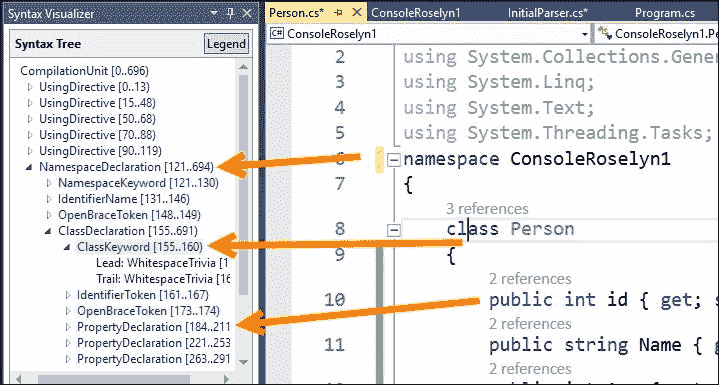 Syntax Visualizer
Syntax Tree
Legend
CompilationUnit [0..696)
UsingDirective [0..13)
UsingDirective [15..48)
UsingDirective [50..68)
UsingDirective [70..88)
UsingDirective [90..119)
NamespaceDeclaration [121..694)
NamespaceKeyword [121..130)
IdentifierName [131..146)
OpenBraceToken [148..149)
ClassDeclaration [155..691)
ClassKeyword [155..160)
Lead: WhitespaceTrivia [1
Trail: WhitespaceTrivia [16
IdentifierToken [161..167)
OpenBraceToken [173..174)
PropertyDeclaration [184..211
PropertyDeclaration [221..253
PropertyDeclaration [263..291
Person.cs* ConsoleRoselyn1 InitialParser.cs* Program.cs
ConsoleRoselyn1 ConsoleRoselyn1.Pe
2 using System.Collections.Gener
3 using System.Linq;
4 using System.Text;
5 using System.Threading.Tasks;
6 namespace ConsoleRoselyn1
7 {
3 references
8 class Person
9 {
2 references
10 public int id { get; s
2 references
11 public string Name { g